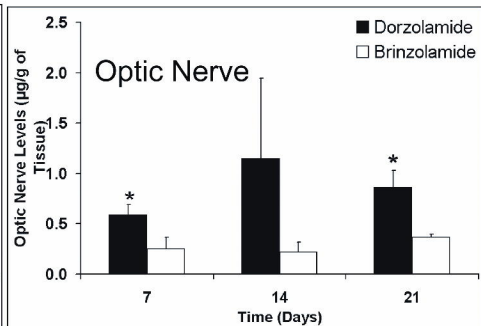 2.5
Dorzolamide
Brinzolamide
Optic Nerve
2.0
1.5
1.0
0.5
0.0
Optic Nerve Levels (µg/g of
Tissue)
*
*
7 14 21
Time (Days)